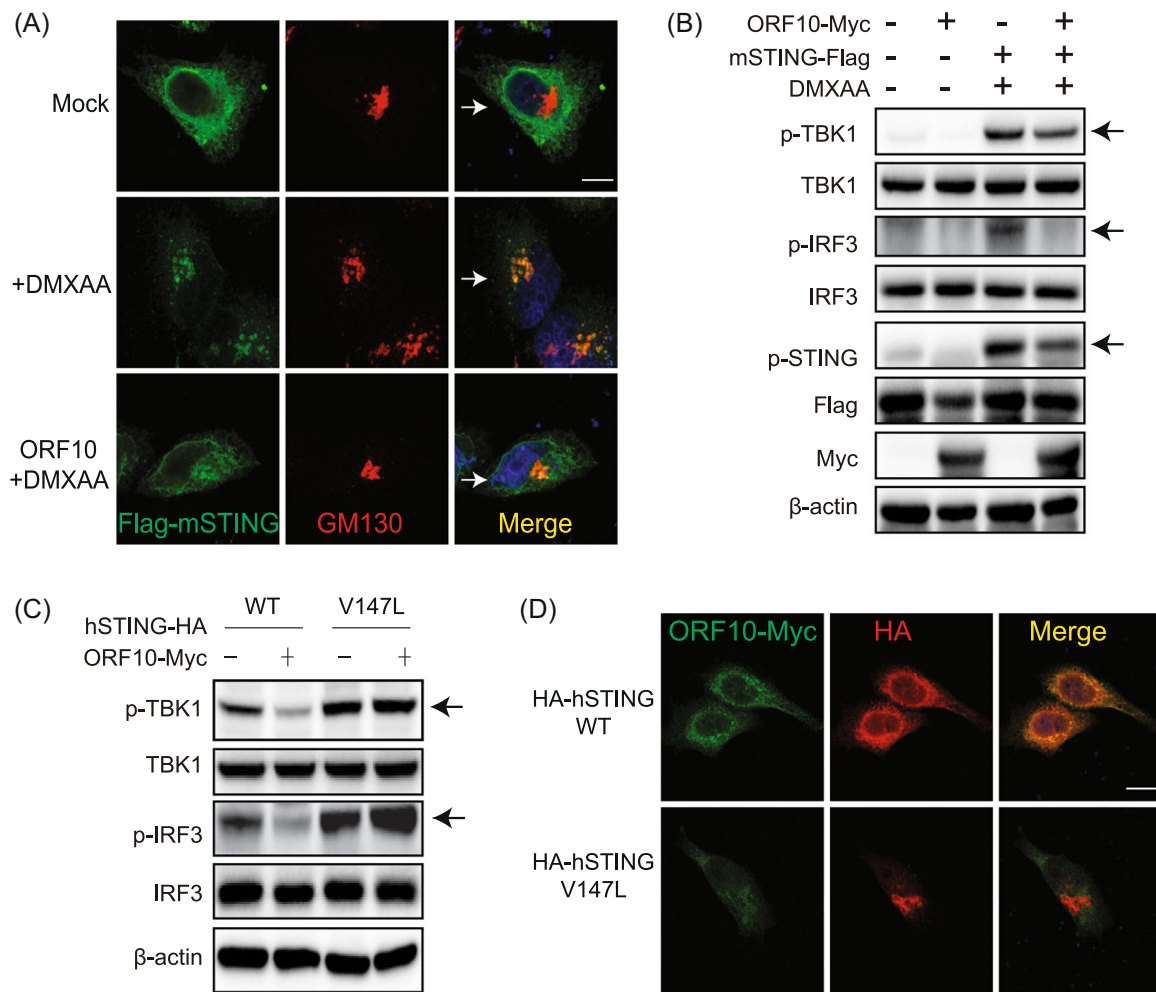 (A)
Mock
+DMXAA
ORF10
+DMXAA
Flag-mSTING GM130 Merge
(B)
ORF10-Myc - + - +
mSTING-Flag - - + +
DMXAA - - + +
p-TBK1
TBK1
p-IRF3
IRF3
p-STING
Flag
Myc
β-actin
(C)
WT V147L
hSTING-HA
ORF10-Myc − + − +
p-TBK1
TBK1
p-IRF3
IRF3
β-actin
(D)
ORF10-Myc HA Merge
HA-hSTING
WT
HA-hSTING
V147L